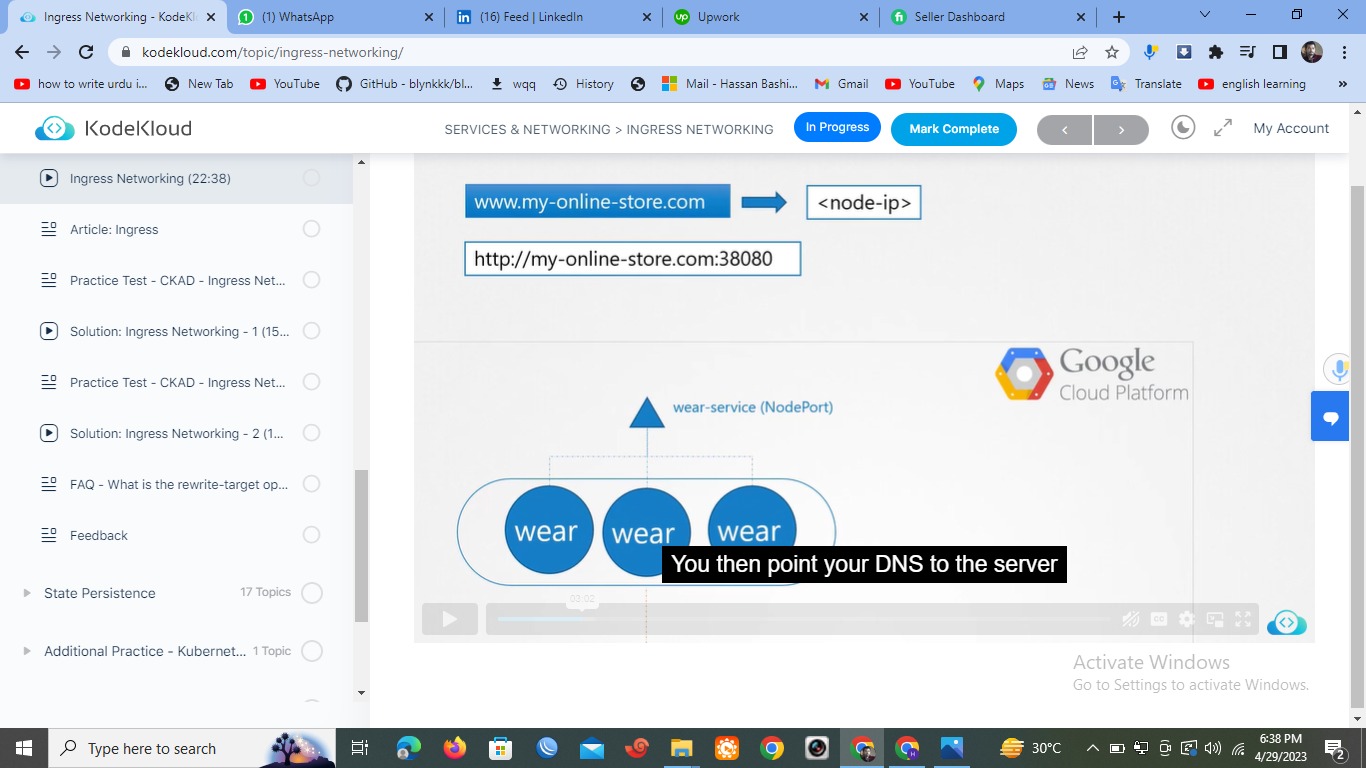 Ingress Networking - KodeKl
(1) WhatsApp
(16) Feed | LinkedIn
Upwork
Seller Dashboard
kodekloud.com/topic/ingress-networking/
how to write urdu i...
New Tab
YouTube
GitHub - blynkkk/bl...
wqq
History
Mail - Hassan Bashi...
Gmail
YouTube
Maps
News
Translate
english learning
»
KodeKloud
SERVICES & NETWORKING > INGRESS NETWORKING
In Progress
Mark Complete
My Account
Ingress Networking (22:38)
Article: Ingress
Practice Test - CKAD - Ingress Net...
Solution: Ingress Networking - 1 (15...
Practice Test - CKAD - Ingress Net...
Solution: Ingress Networking - 2 (1...
FAQ - What is the rewrite-target op...
Feedback
State Persistence
17 Topics
Additional Practice - Kubernet...
1 Topic
www.my-online-store.com
<node-ip>
http://my-online-store.com:38080
Google
Cloud Platform
wear-service (NodePort)
wear
wear
wear
You then point your DNS to the server
03:02
CC
Activate Windows
Go to Settings to activate Windows.
Type here to search
30°C
6:38 PM
4/29/2023
2